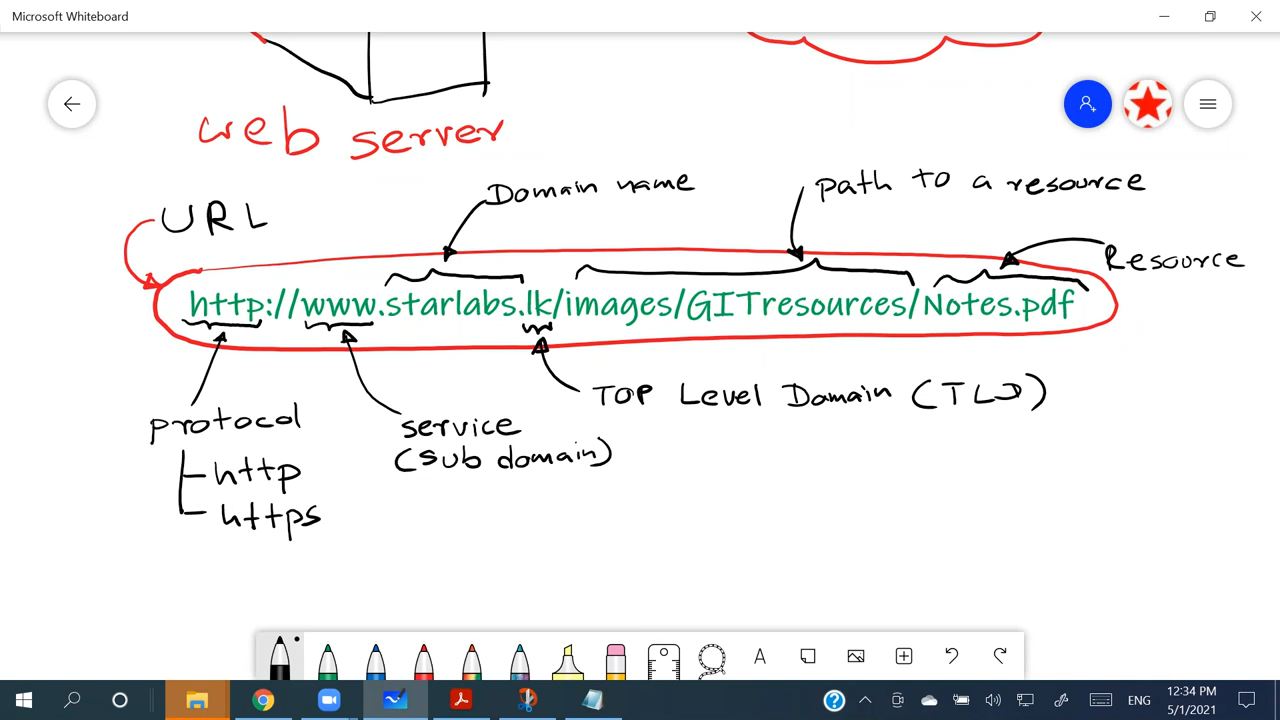 Microsoft Whiteboard
web server
Domain name
path to a resource
URL
Resource
http://www.starlabs.lk/images/GITresources/Notes.pdf
TOP Level Domain (TLD)
protocol
service
(sub domain)
http
https
A
?
ENG
12:34 PM
5/1/2021